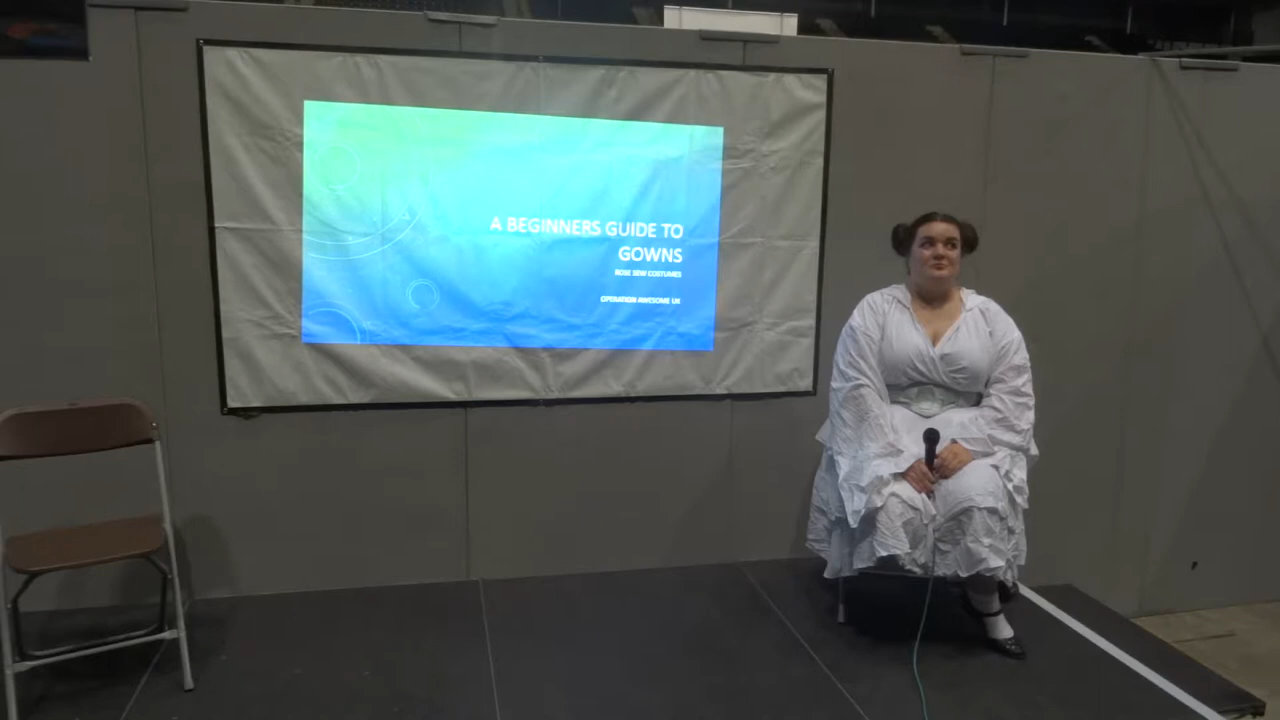 A BEGINNERS GUIDE TO
GOWNS
ROSE SEW COSTUMES
OPERATION AWESOME UK